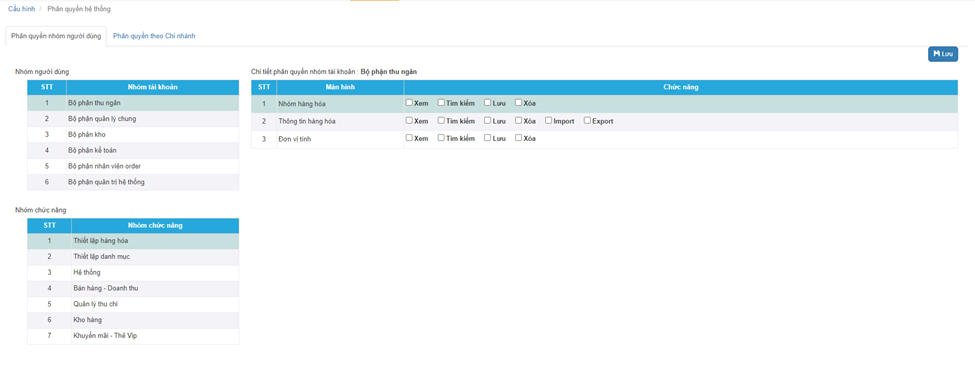 Cấu hình / Phân quyền hệ thống
Phân quyền nhóm người dùng Phân quyền theo Chi nhánh
Lưu
Nhóm người dùng
STT Nhóm tài khoản
1 Bộ phận thu ngân
2 Bộ phận quản lý chung
3 Bộ phận kho
4 Bộ phận kế toán
5 Bộ phận nhân viên order
6 Bộ phận quản trị hệ thống
Chi tiết phân quyền nhóm tài khoản : Bộ phận thu ngân
STT Màn hình Chức năng
1 Nhóm hàng hóa Xem Tìm kiếm Lưu Xóa
2 Thông tin hàng hóa Xem Tìm kiếm Lưu Xóa Import Export
3 Đơn vị tính Xem Tìm kiếm Lưu Xóa
Nhóm chức năng
STT Nhóm chức năng
1 Thiết lập hàng hóa
2 Thiết lập danh mục
3 Hệ thống
4 Bán hàng - Doanh thu
5 Quản lý thu chi
6 Kho hàng
7 Khuyến mãi - Thẻ Vip